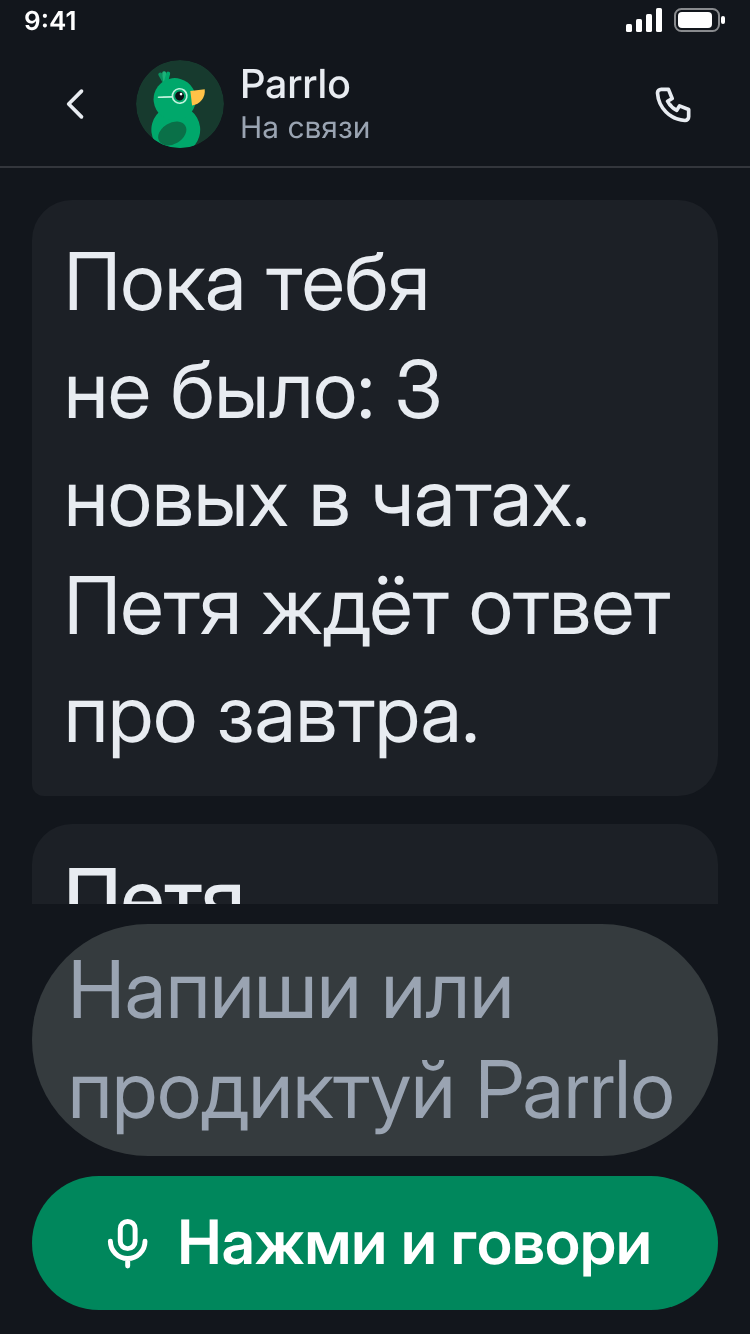 9:41
Parrlo
На связи
Пока тебя
не было: 3
новых в чатах.
Петя ждёт ответ
про завтра.
Петя
Напиши или
продиктуй Parrlo
Нажми и говори